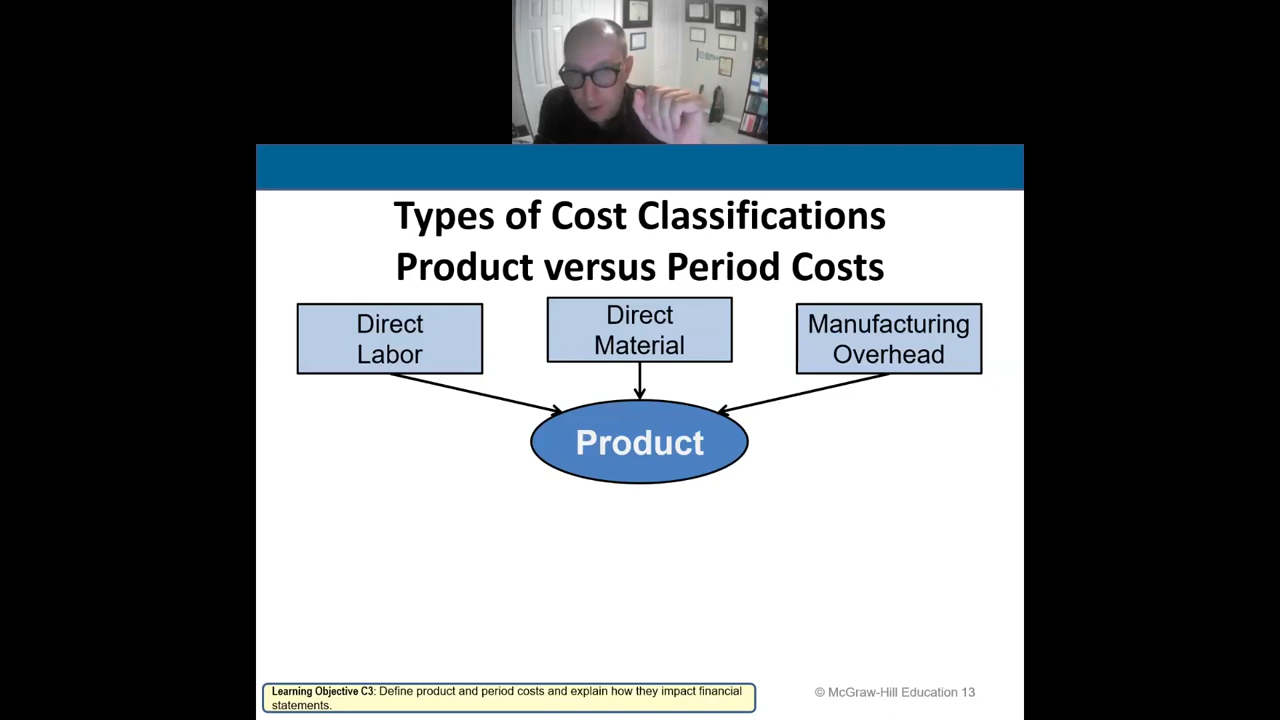 Types of Cost Classifications
Product versus Period Costs
Direct
Labor
Direct
Material
Manufacturing
Overhead
Product
Learning Objective C3: Define product and period costs and explain how they impact financial
statements.
© McGraw-Hill Education 13